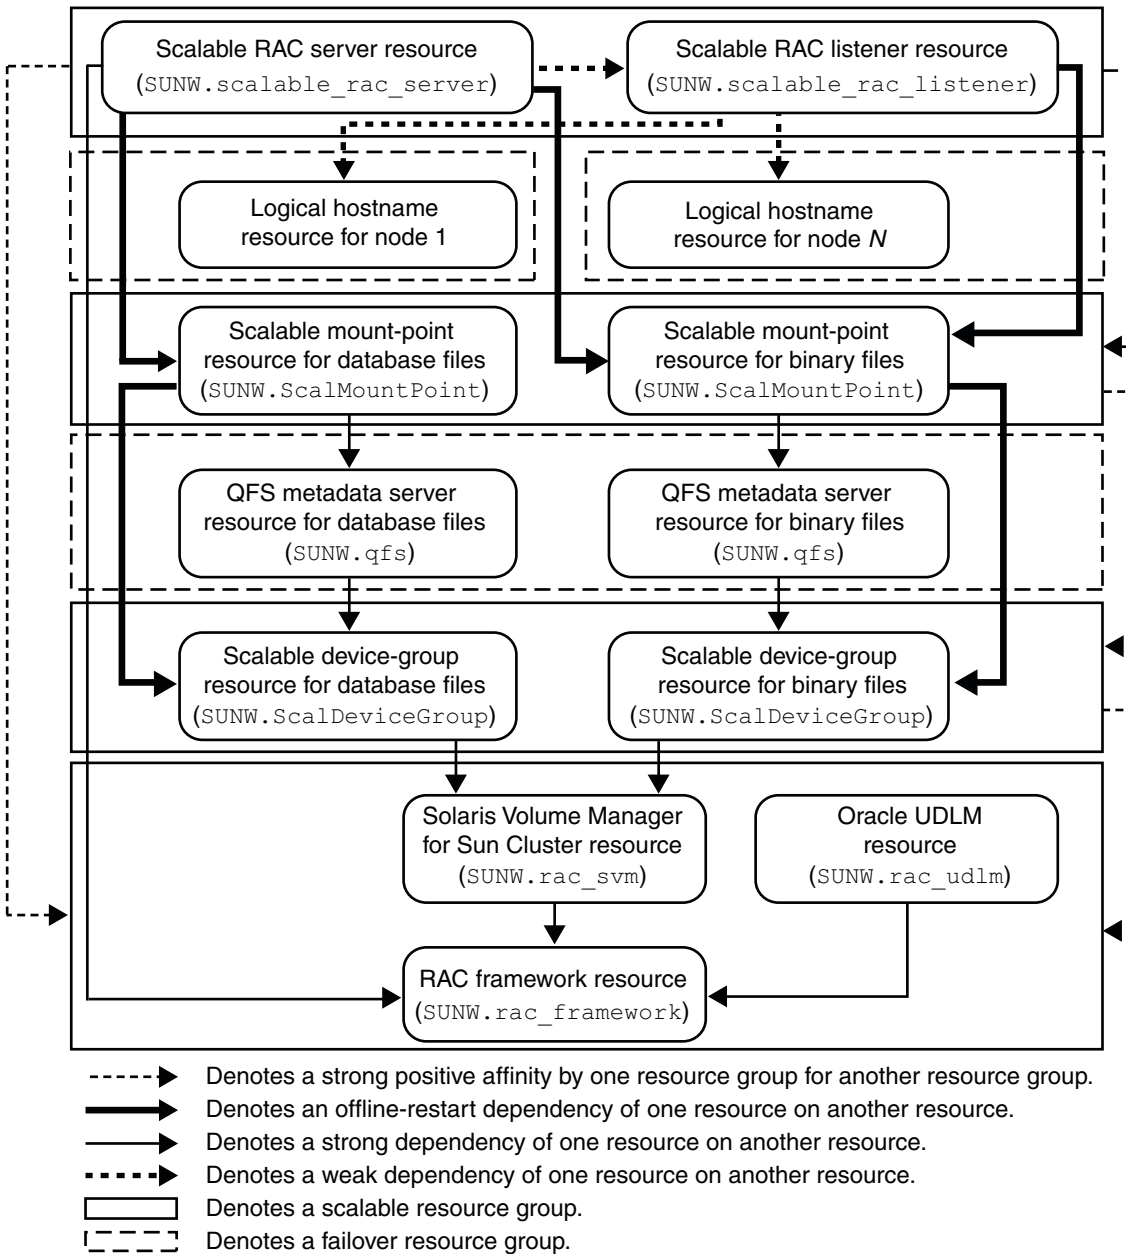 Scalable RAC server resource
(SUNW.scalable_rac_server)
Scalable RAC listener resource
(SUNW.scalable_rac_listener)
Logical hostname
resource for node 1
Logical hostname
resource for node N
Scalable mount-point
resource for database files
(SUNW.ScalMountPoint)
Scalable mount-point
resource for binary files
(SUNW.ScalMountPoint)
QFS metadata server
resource for database files
(SUNW.qfs)
QFS metadata server
resource for binary files
(SUNW.qfs)
Scalable device-group
resource for database files
(SUNW.ScalDeviceGroup)
Scalable device-group
resource for binary files
(SUNW.ScalDeviceGroup)
Solaris Volume Manager
for Sun Cluster resource
(SUNW.rac_svm)
Oracle UDLM
resource
(SUNW.rac_udlm)
RAC framework resource
(SUNW.rac_framework)
Denotes a strong positive affinity by one resource group for another resource group.
Denotes an offline-restart dependency of one resource on another resource.
Denotes a strong dependency of one resource on another resource.
Denotes a weak dependency of one resource on another resource.
Denotes a scalable resource group.
Denotes a failover resource group.